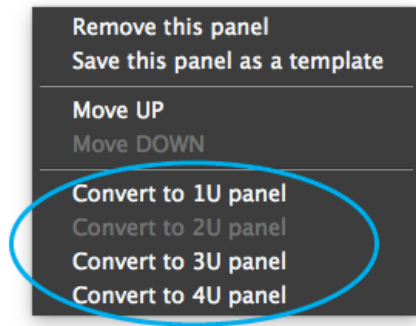 Remove this panel
Save this panel as a template
Move UP
Move DOWN
Convert to 1U panel
Convert to 2U panel
Convert to 3U panel
Convert to 4U panel